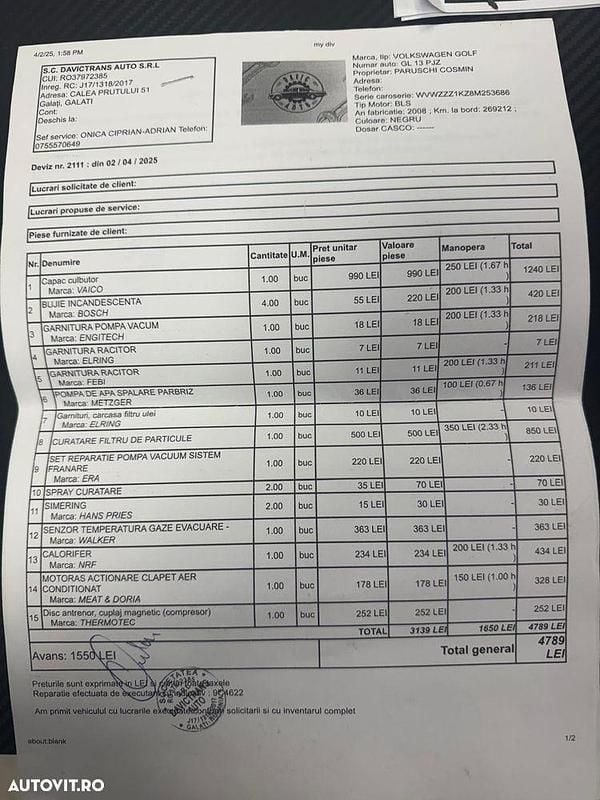 4/2/25, 1:58 PM
my div
S.C. DAVICTRANS AUTO S.R.L
CUI: RO37972385
Inreg. RC: J17/1318/2017
Adresa: CALEA PRUTULUI 51
Galați, GALATI
Cont:
Deschis la:
Sef service: ONICA CIPRIAN-ADRIAN Telefon:
0755570649
DAVIC
AUTO
Marca, tip: VOLKSWAGEN GOLF
Numar auto: GL 13 PJZ
Proprietar: PARUSCHI COSMIN
Adresa:
Telefon:
Serie caroserie: WVWZZZ1KZ8M253686
Tip Motor: BLS
An fabricatie: 2008 ; Km. la bord: 269212 ;
Culoare: NEGRU
Dosar CASCO: ------
Deviz nr. 2111 : din 02 / 04 / 2025
Lucrari solicitate de client:
Lucrari propuse de service:
Piese furnizate de client:
Nr. Denumire Cantitate U.M. Pret unitar piese Valoare piese Manopera Total
1 Capac culbutor Marca: VAICO 1.00 buc 990 LEI 990 LEI 250 LEI (1.67 h ) 1240 LEI
2 BUJIE INCANDESCENTA Marca: BOSCH 4.00 buc 55 LEI 220 LEI 200 LEI (1.33 h ) 420 LEI
3 GARNITURA POMPA VACUM Marca: ENGITECH 1.00 buc 18 LEI 18 LEI 200 LEI (1.33 h ) 218 LEI
4 GARNITURA RACITOR Marca: ELRING 1.00 buc 7 LEI 7 LEI - 7 LEI
5 GARNITURA RACITOR Marca: FEBI 1.00 buc 11 LEI 11 LEI 200 LEI (1.33 h ) 211 LEI
6 POMPA DE APA SPALARE PARBRIZ Marca: METZGER 1.00 buc 36 LEI 36 LEI 100 LEI (0.67 h ) 136 LEI
7 Garnituri, carcasa filtru ulei Marca: ELRING 1.00 buc 10 LEI 10 LEI - 10 LEI
8 CURATARE FILTRU DE PARTICULE 1.00 buc 500 LEI 500 LEI 350 LEI (2.33 h ) 850 LEI
9 SET REPARATIE POMPA VACUUM SISTEM FRANARE Marca: ERA 1.00 buc 220 LEI 220 LEI - 220 LEI
10 SPRAY CURATARE 2.00 buc 35 LEI 70 LEI - 70 LEI
11 SIMERING Marca: HANS PRIES 2.00 buc 15 LEI 30 LEI - 30 LEI
12 SENZOR TEMPERATURA GAZE EVACUARE - Marca: WALKER 1.00 buc 363 LEI 363 LEI - 363 LEI
13 CALORIFER Marca: NRF 1.00 buc 234 LEI 234 LEI 200 LEI (1.33 h ) 434 LEI
14 MOTORAS ACTIONARE CLAPET AER CONDITIONAT Marca: MEAT & DORIA 1.00 buc 178 LEI 178 LEI 150 LEI (1.00 h ) 328 LEI
15 Disc antrenor, cuplaj magnetic (compresor) Marca: THERMOTEC 1.00 buc 252 LEI 252 LEI - 252 LEI
TOTAL 3139 LEI 1650 LEI 4789 LEI
Avans: 1550 LEI Total general 4789 LEI
Preturile sunt exprimate in LEI si contin toate taxele
Reparatie efectuata de executant
Am primit vehiculul cu lucrarile executate conform solicitarii si cu inventarul complet
SOCIETATEA
DAVICTRANS
AUTO
about:blank
1/2
AUTOVIT.RO